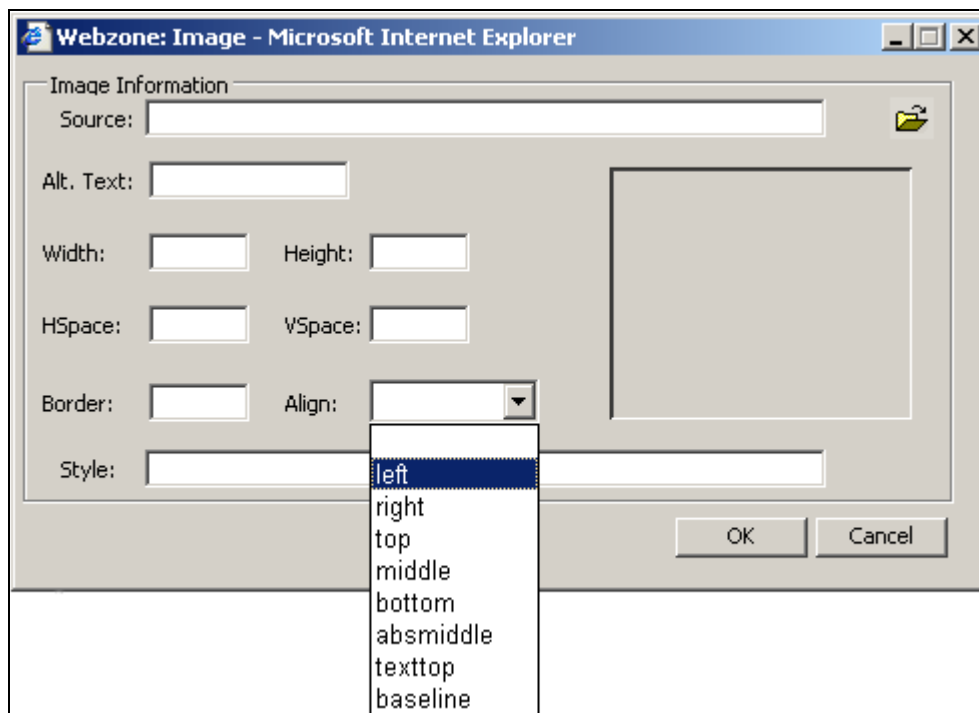 Webzone: Image - Microsoft Internet Explorer
Image Information
Source:
Alt. Text:
Width: Height:
HSpace: VSpace:
Border: Align:
Style:
left
right
top
middle
bottom
absmiddle
texttop
baseline
OK Cancel